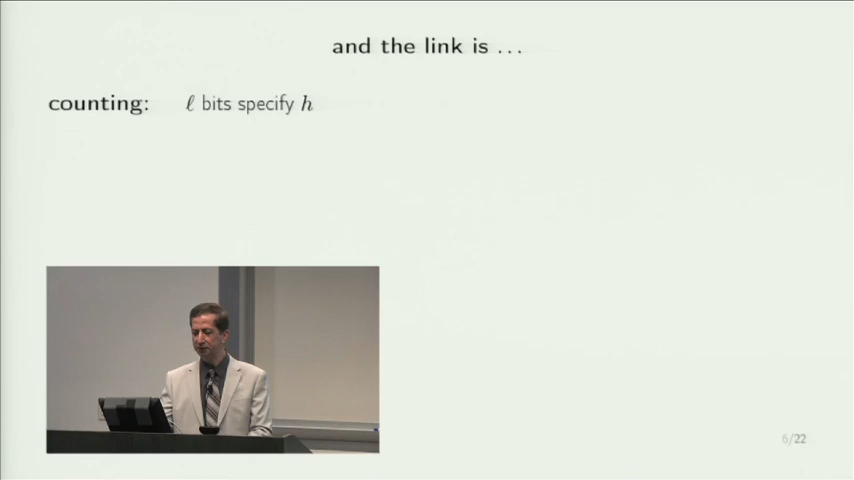 and the link is ...
counting: ℓ bits specify h
6/22